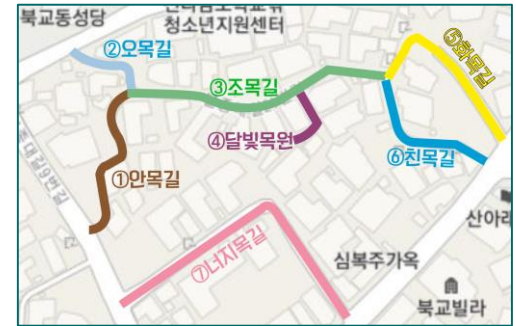 북교동성당
청소년지원센터
②오목길
③조목길
⑤화목길
④달빛목원
⑥친목길
①안목길
산아래
⑦너지목길
심복주가옥
북교빌라